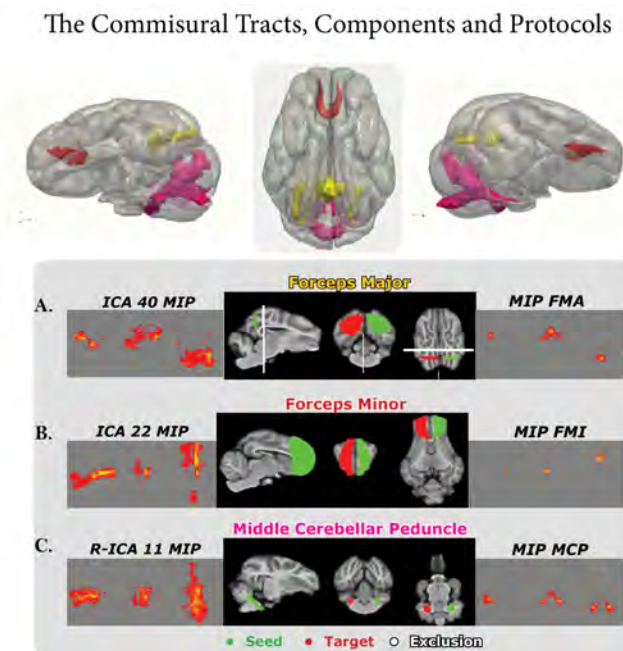 The Commisural Tracts, Components and Protocols
Forceps Major
A. ICA 40 MIP MIP FMA
Forceps Minor
B. ICA 22 MIP MIP FMI
Middle Cerebellar Peduncle
C. R-ICA 11 MIP MIP MCP
Seed Target Exclusion